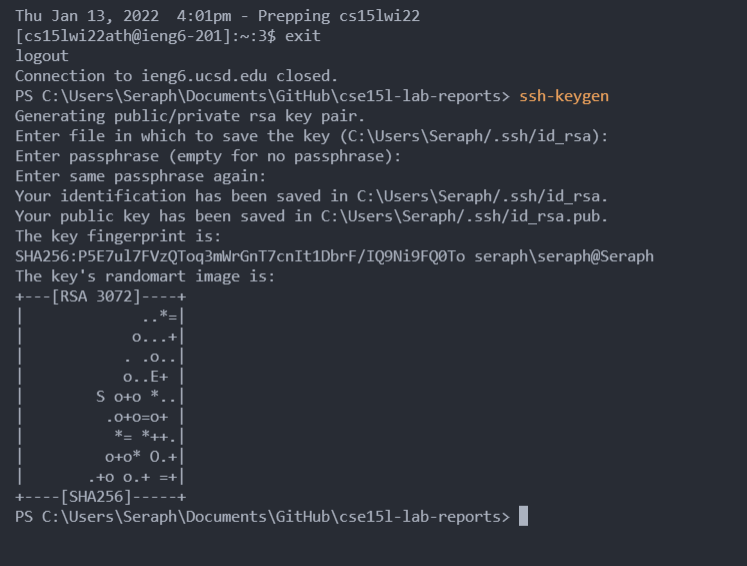 Thu Jan 13, 2022  4:01pm - Prepping cs15lwi22
[cs15lwi22ath@ieng6-201]:~:3$ exit
logout
Connection to ieng6.ucsd.edu closed.
PS C:\Users\Seraph\Documents\GitHub\cse15l-lab-reports> ssh-keygen
Generating public/private rsa key pair.
Enter file in which to save the key (C:\Users\Seraph/.ssh/id_rsa):
Enter passphrase (empty for no passphrase):
Enter same passphrase again:
Your identification has been saved in C:\Users\Seraph/.ssh/id_rsa.
Your public key has been saved in C:\Users\Seraph/.ssh/id_rsa.pub.
The key fingerprint is:
SHA256:P5E7ul7FVzQToq3mWrGnT7cnIt1DbrF/IQ9Ni9FQ0To seraph\seraph@Seraph
The key's randomart image is:
+---[RSA 3072]----+
|             ..*=|
|            o...+|
|           . .o..|
|           o..E+ |
|        S o+o *..|
|         .o+o=o+ |
|          *= *++.|
|         o+o* O.+|
|       .+o o.+ =+|
+----[SHA256]-----+
PS C:\Users\Seraph\Documents\GitHub\cse15l-lab-reports>